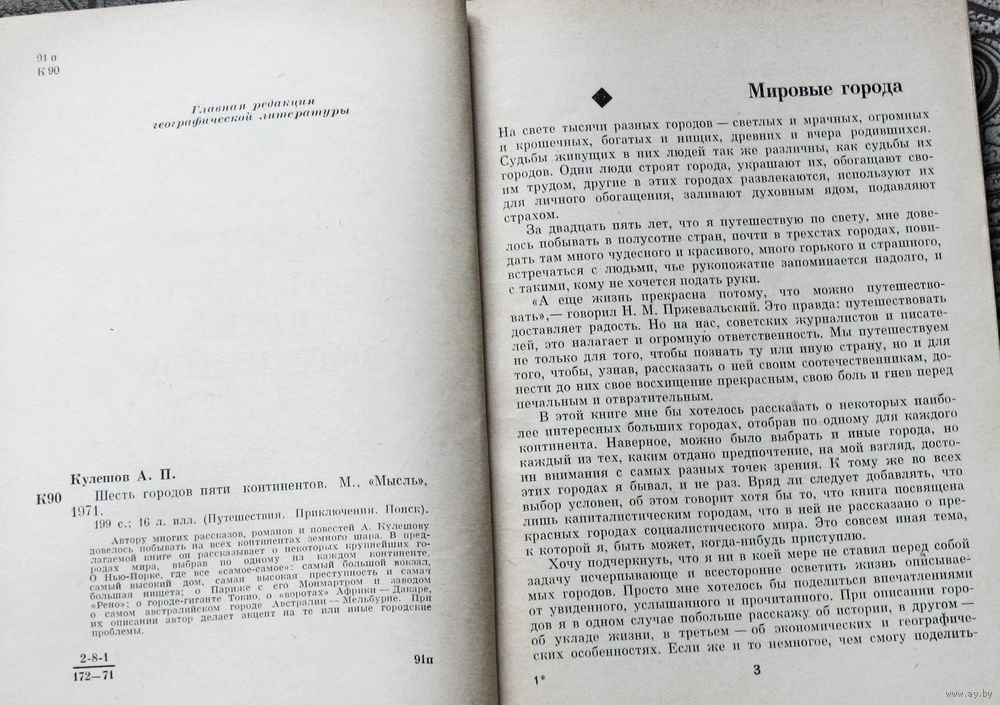 91 п
К 90
Главная редакция
географической литературы
Кулешов А. П.
К90 Шесть городов пяти континентов. М., «Мысль»,
1971.
199 с.; 16 л. илл. (Путешествия. Приключения. Поиск).
Автору многих рассказов, романов и повестей А. Кулешову
довелось побывать на всех континентах земного шара. В пред-
лагаемой книге он рассказывает о некоторых крупнейших го-
родах мира, выбрав по одному на каждом континенте.
О Нью-Йорке, где все «самое-самое»: самый большой вокзал,
самый высокий дом, самая высокая преступность и самая
большая нищета; о Париже с его Монмартром и заводом
«Рено»; о городе-гиганте Токио, о «воротах» Африки — Дакаре,
о самом австралийском городе Австралии — Мельбурне. При
их описании автор делает акцент на те или иные городские
проблемы.
2-8-1
172—71
91п
Мировые города
На свете тысячи разных городов — светлых и мрачных, огромных
и крошечных, богатых и нищих, древних и вчера родившихся.
Судьбы живущих в них людей так же различны, как судьбы их
городов. Одни люди строят города, украшают их, обогащают сво-
им трудом, другие в этих городах развлекаются, используют их
для личного обогащения, заливают духовным ядом, подавляют
страхом.
За двадцать пять лет, что я путешествую по свету, мне дове-
лось побывать в полусотне стран, почти в трехстах городах, пови-
дать там много чудесного и красивого, много горького и страшного,
встречаться с людьми, чье рукопожатие запоминается надолго, и
с такими, кому не хочется подать руки.
«А еще жизнь прекрасна потому, что можно путешество-
вать»,— говорил Н. М. Пржевальский. Это правда: путешествовать
доставляет радость. Но на нас, советских журналистов и писате-
лей, это налагает и огромную ответственность. Мы путешествуем
не только для того, чтобы познать ту или иную страну, но и для
того, чтобы, узнав, рассказать о ней своим соотечественникам, до-
нести до них свое восхищение прекрасным, свою боль и гнев перед
печальным и отвратительным.
В этой книге мне бы хотелось рассказать о некоторых наибо-
лее интересных больших городах, отобрав по одному для каждого
континента. Наверное, можно было выбрать и иные города, но
каждый из тех, каким отдано предпочтение, на мой взгляд, досто-
ин внимания с самых разных точек зрения. К тому же во всех
этих городах я бывал, и не раз. Вряд ли следует добавлять, что
выбор условен, об этом говорит хотя бы то, что книга посвящена
лишь капиталистическим городам, что в ней не рассказано о пре-
красных городах социалистического мира. Это совсем иная тема,
к которой я, быть может, когда-нибудь приступлю.
Хочу подчеркнуть, что я ни в коей мере не ставил перед собой
задачу исчерпывающе и всесторонне осветить жизнь описывае-
мых городов. Просто мне хотелось бы поделиться впечатлениями
от увиденного, услышанного и прочитанного. При описании горо-
дов я в одном случае побольше расскажу об истории, в другом —
об укладе жизни, в третьем — об экономических и географиче-
ских особенностях. Если же и то немногое, чем смогу поделить-
1*
3
www.ay.by